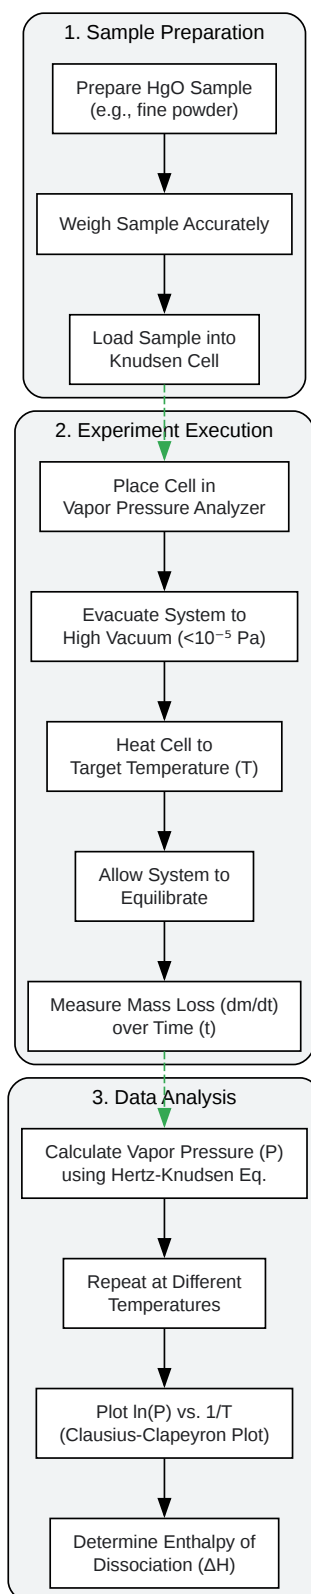 1. Sample Preparation
Prepare HgO Sample
(e.g., fine powder)
Weigh Sample Accurately
Load Sample into
Knudsen Cell
2. Experiment Execution
Place Cell in
Vapor Pressure Analyzer
Evacuate System to
High Vacuum (<10⁻⁵ Pa)
Heat Cell to
Target Temperature (T)
Allow System to
Equilibrate
Measure Mass Loss (dm/dt)
over Time (t)
3. Data Analysis
Calculate Vapor Pressure (P)
using Hertz-Knudsen Eq.
Repeat at Different
Temperatures
Plot ln(P) vs. 1/T
(Clausius-Clapeyron Plot)
Determine Enthalpy of
Dissociation (ΔH)